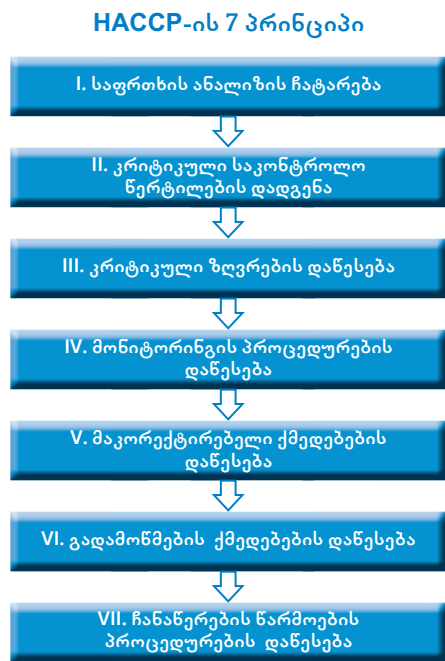 HACCP-ის 7 პრინციპი
I. საფრთხის ანალიზის ჩატარება
II. კრიტიკული საკონტროლო
წერტილების დადგენა
III. კრიტიკული ზღვრების დაწესება
IV. მონიტორინგის პროცედურების
დაწესება
V. მაკორექტირებელი ქმედებების
დაწესება
VI. გადამოწმების ქმედებების დაწესება
VII. ჩანაწერების წარმოების
პროცედურების დაწესება